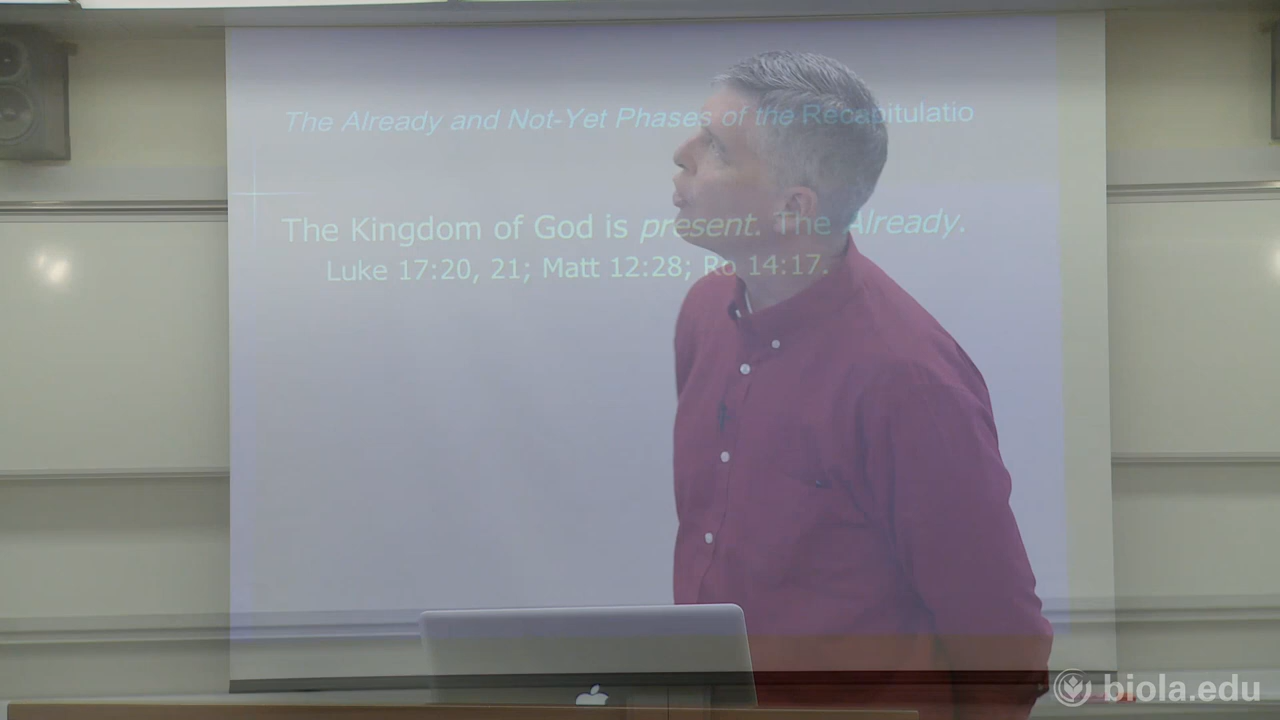 The Already and Not-Yet Phases of the Recapitulatio
The Kingdom of God is present. The Already.
Luke 17:20, 21; Matt 12:28; Ro 14:17.
biola.edu